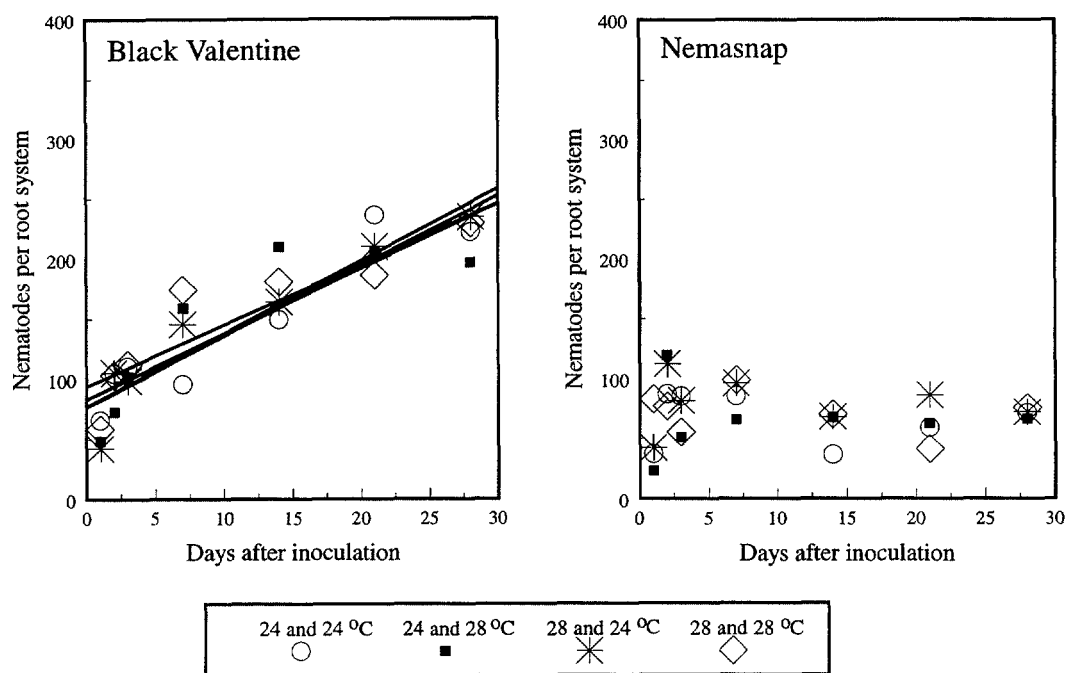 Black Valentine
Nematodes per root system
400
300
200
100
0
0 5 10 15 20 25 30
Days after inoculation
Nemasnap
Nematodes per root system
400
300
200
100
0
0 5 10 15 20 25 30
Days after inoculation
24 and 24 °C 24 and 28 °C 28 and 24 °C 28 and 28 °C